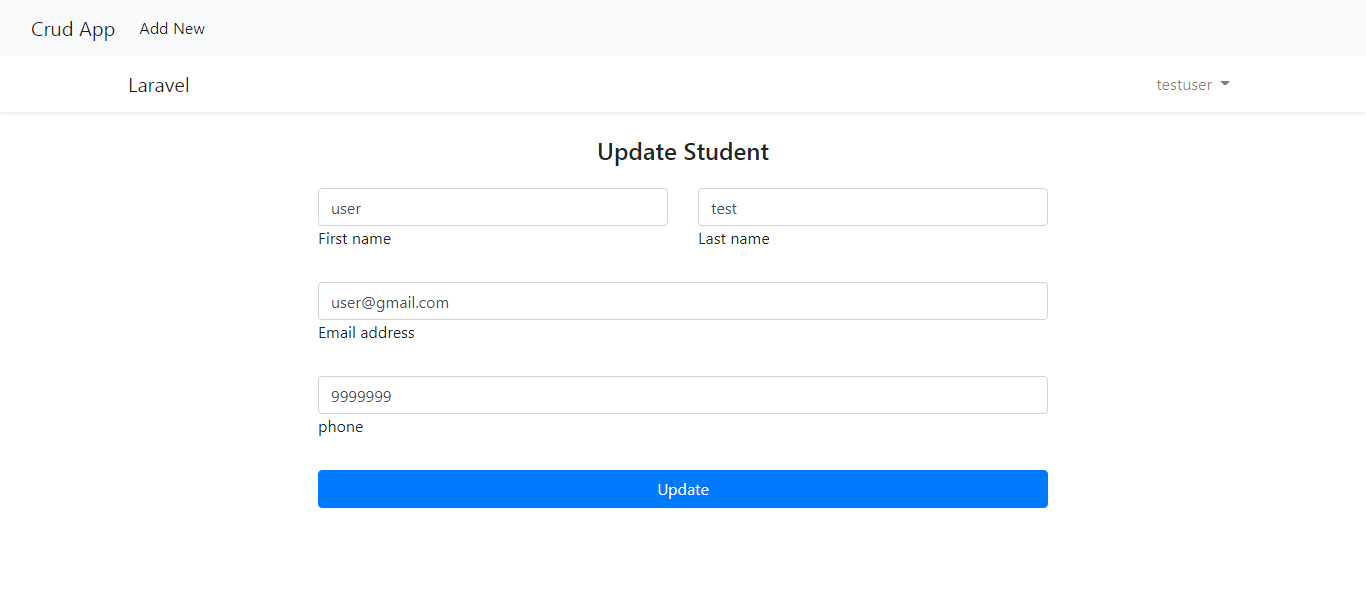 Crud App Add New
Laravel testuser
Update Student
user test
First name Last name
user@gmail.com
Email address
9999999
phone
Update